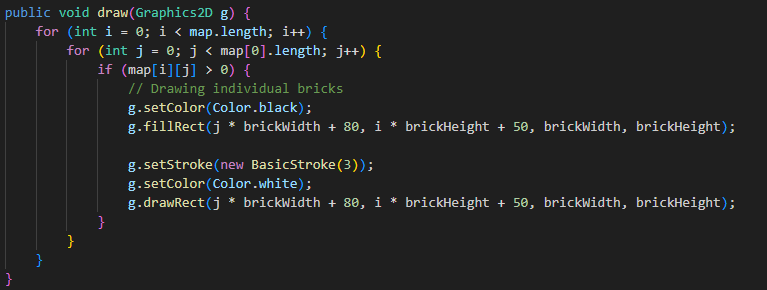 public void draw(Graphics2D g) {
    for (int i = 0; i < map.length; i++) {
        for (int j = 0; j < map[0].length; j++) {
            if (map[i][j] > 0) {
                // Drawing individual bricks
                g.setColor(Color.black);
                g.fillRect(j * brickWidth + 80, i * brickHeight + 50, brickWidth, brickHeight);

                g.setStroke(new BasicStroke(3));
                g.setColor(Color.white);
                g.drawRect(j * brickWidth + 80, i * brickHeight + 50, brickWidth, brickHeight);
            }
        }
    }
}